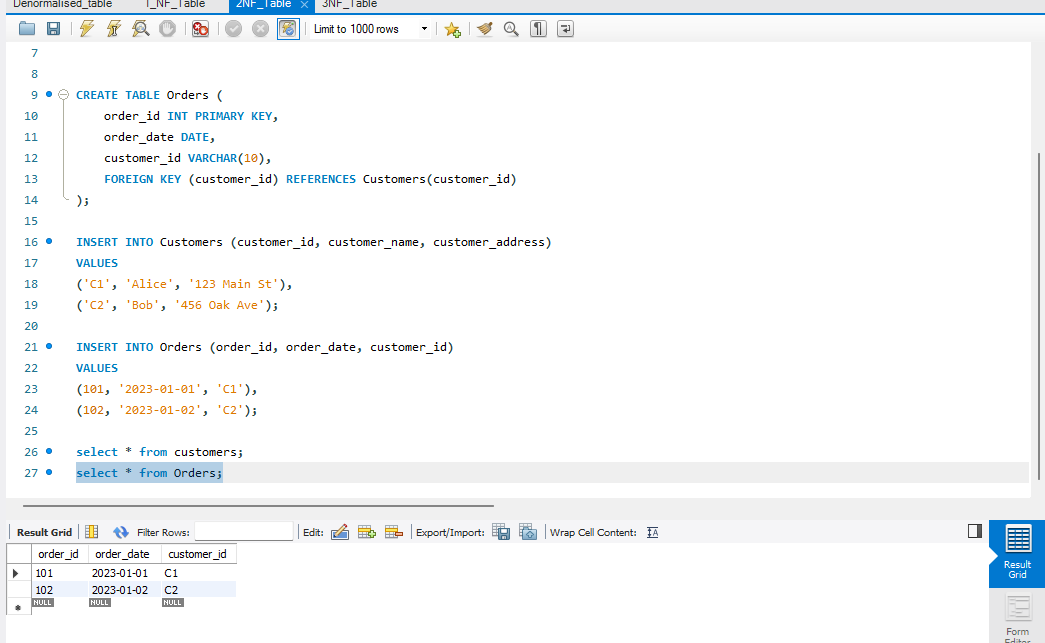 Denormalised_table 1_NF_Table 2NF_Table × 3NF_Table
Limit to 1000 rows
7
8
9 CREATE TABLE Orders (
10 order_id INT PRIMARY KEY,
11 order_date DATE,
12 customer_id VARCHAR(10),
13 FOREIGN KEY (customer_id) REFERENCES Customers(customer_id)
14 );
15
16 INSERT INTO Customers (customer_id, customer_name, customer_address)
17 VALUES
18 ('C1', 'Alice', '123 Main St'),
19 ('C2', 'Bob', '456 Oak Ave');
20
21 INSERT INTO Orders (order_id, order_date, customer_id)
22 VALUES
23 (101, '2023-01-01', 'C1'),
24 (102, '2023-01-02', 'C2');
25
26 select * from customers;
27 select * from Orders;
Result Grid Filter Rows: Edit: Export/Import: Wrap Cell Content: IA
order_id order_date customer_id
101 2023-01-01 C1
102 2023-01-02 C2
NULL NULL NULL
Result
Grid
Form
Editor